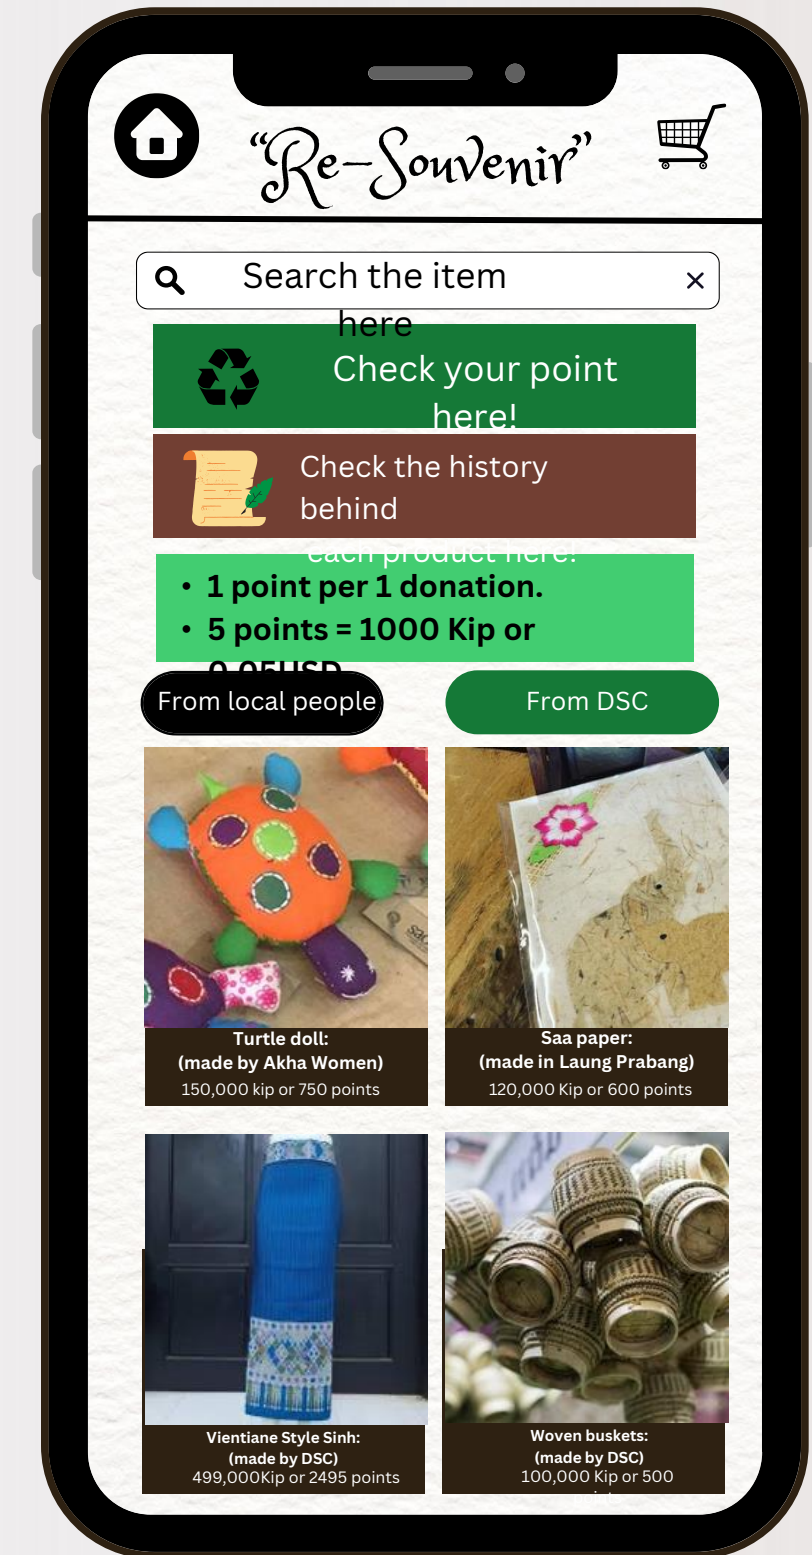 “Re-Souvenir”
Search the item
here
Check your point
here!
Check the history
behind
each product here!
• 1 point per 1 donation.
• 5 points = 1000 Kip or
0.05USD
From local people
From DSC
Turtle doll:
(made by Akha Women)
150,000 kip or 750 points
Saa paper:
(made in Laung Prabang)
120,000 Kip or 600 points
Vientiane Style Sinh:
(made by DSC)
499,000Kip or 2495 points
Woven buskets:
(made by DSC)
100,000 Kip or 500